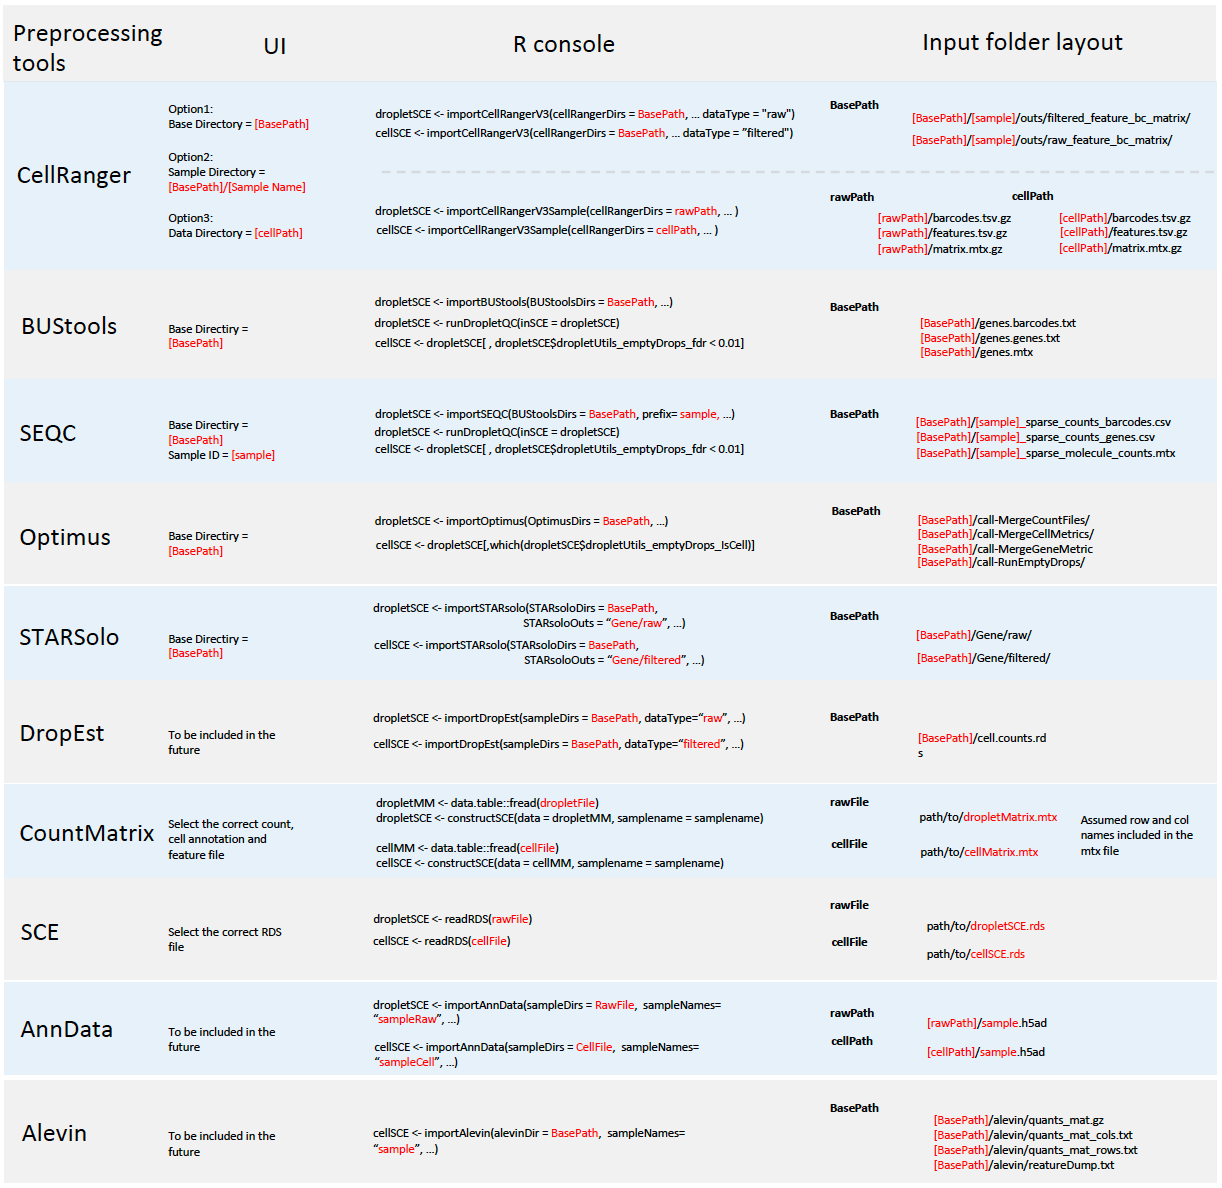 Preprocessing
tools
UI
R console
Input folder layout
CellRanger
Option1:
Base Directory = [BasePath]
Option2:
Sample Directory =
[BasePath]/[Sample Name]
Option3:
Data Directory = [cellPath]
dropletSCE <- importCellRangerV3(cellRangerDirs = BasePath, ... dataType = "raw")
cellSCE <- importCellRangerV3(cellRangerDirs = BasePath, ... dataType = ”filtered")
dropletSCE <- importCellRangerV3Sample(cellRangerDirs = rawPath, ... )
cellSCE <- importCellRangerV3Sample(cellRangerDirs = cellPath, ... )
BasePath
[BasePath]/[sample]/outs/filtered_feature_bc_matrix/
[BasePath]/[sample]/outs/raw_feature_bc_matrix/
rawPath
cellPath
[rawPath]/barcodes.tsv.gz
[rawPath]/features.tsv.gz
[rawPath]/matrix.mtx.gz
[cellPath]/barcodes.tsv.gz
[cellPath]/features.tsv.gz
[cellPath]/matrix.mtx.gz
BUStools
Base Directiry =
[BasePath]
dropletSCE <- importBUStools(BUStoolsDirs = BasePath, ...)
dropletSCE <- runDropletQC(inSCE = dropletSCE)
cellSCE <- dropletSCE[ , dropletSCE$dropletUtils_emptyDrops_fdr < 0.01]
BasePath
[BasePath]/genes.barcodes.txt
[BasePath]/genes.genes.txt
[BasePath]/genes.mtx
SEQC
Base Directiry =
[BasePath]
Sample ID = [sample]
dropletSCE <- importSEQC(BUStoolsDirs = BasePath, prefix= sample, ...)
dropletSCE <- runDropletQC(inSCE = dropletSCE)
cellSCE <- dropletSCE[ , dropletSCE$dropletUtils_emptyDrops_fdr < 0.01]
BasePath
[BasePath]/[sample]_sparse_counts_barcodes.csv
[BasePath]/[sample]_sparse_counts_genes.csv
[BasePath]/[sample]_sparse_molecule_counts.mtx
Optimus
Base Directiry =
[BasePath]
dropletSCE <- importOptimus(OptimusDirs = BasePath, ...)
cellSCE <- dropletSCE[,which(dropletSCE$dropletUtils_emptyDrops_IsCell)]
BasePath
[BasePath]/call-MergeCountFiles/
[BasePath]/call-MergeCellMetrics/
[BasePath]/call-MergeGeneMetric
[BasePath]/call-RunEmptyDrops/
STARSolo
Base Directiry =
[BasePath]
dropletSCE <- importSTARsolo(STARsoloDirs = BasePath,
STARsoloOuts = “Gene/raw”, ...)
cellSCE <- importSTARsolo(STARsoloDirs = BasePath,
STARsoloOuts = “Gene/filtered”, ...)
BasePath
[BasePath]/Gene/raw/
[BasePath]/Gene/filtered/
DropEst
To be included in the
future
dropletSCE <- importDropEst(sampleDirs = BasePath, dataType=“raw”, ...)
cellSCE <- importDropEst(sampleDirs = BasePath, dataType=“filtered”, ...)
BasePath
[BasePath]/cell.counts.rd
s
CountMatrix
Select the correct count,
cell annotation and
feature file
dropletMM <- data.table::fread(dropletFile)
dropletSCE <- constructSCE(data = dropletMM, samplename = samplename)
cellMM <- data.table::fread(cellFile)
cellSCE <- constructSCE(data = cellMM, samplename = samplename)
rawFile
cellFile
path/to/dropletMatrix.mtx
path/to/cellMatrix.mtx
Assumed row and col
names included in the
mtx file
SCE
Select the correct RDS
file
dropletSCE <- readRDS(rawFile)
cellSCE <- readRDS(cellFile)
rawFile
cellFile
path/to/dropletSCE.rds
path/to/cellSCE.rds
AnnData
To be included in the
future
dropletSCE <- importAnnData(sampleDirs = RawFile, sampleNames=
“sampleRaw”, ...)
cellSCE <- importAnnData(sampleDirs = CellFile, sampleNames=
“sampleCell”, ...)
rawPath
cellPath
[rawPath]/sample.h5ad
[cellPath]/sample.h5ad
Alevin
To be included in the
future
cellSCE <- importAlevin(alevinDir = BasePath, sampleNames=
“sample”, ...)
BasePath
[BasePath]/alevin/quants_mat.gz
[BasePath]/alevin/quants_mat_cols.txt
[BasePath]/alevin/quants_mat_rows.txt
[BasePath]/alevin/reatureDump.txt